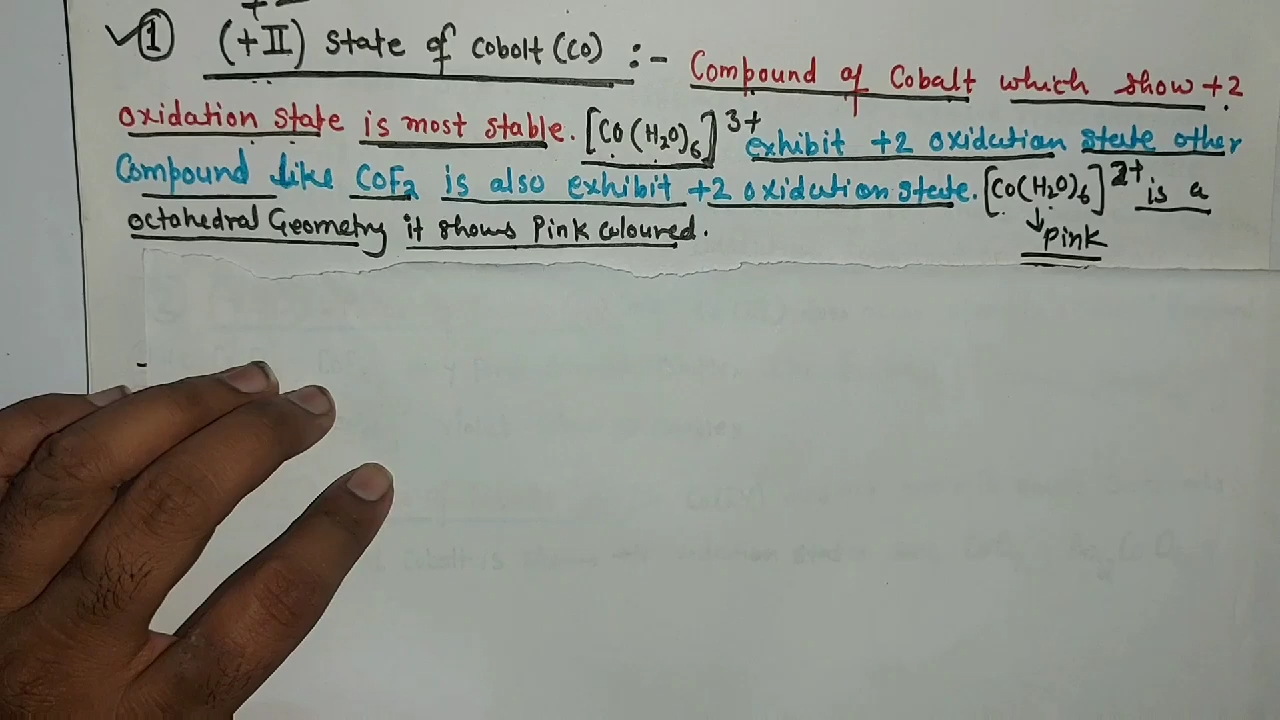 ① (+II) State of Cobolt (CO) :- Compound of Cobalt which show +2
oxidation state is most stable. [CO(H₂O)₆]³⁺ exhibit +2 oxidation state other
Compound like CoF₂ is also exhibit +2 oxidation state. [CO(H₂O)₆]²⁺ is a
↓ pink
octahedral Geometry it shows Pink coloured.